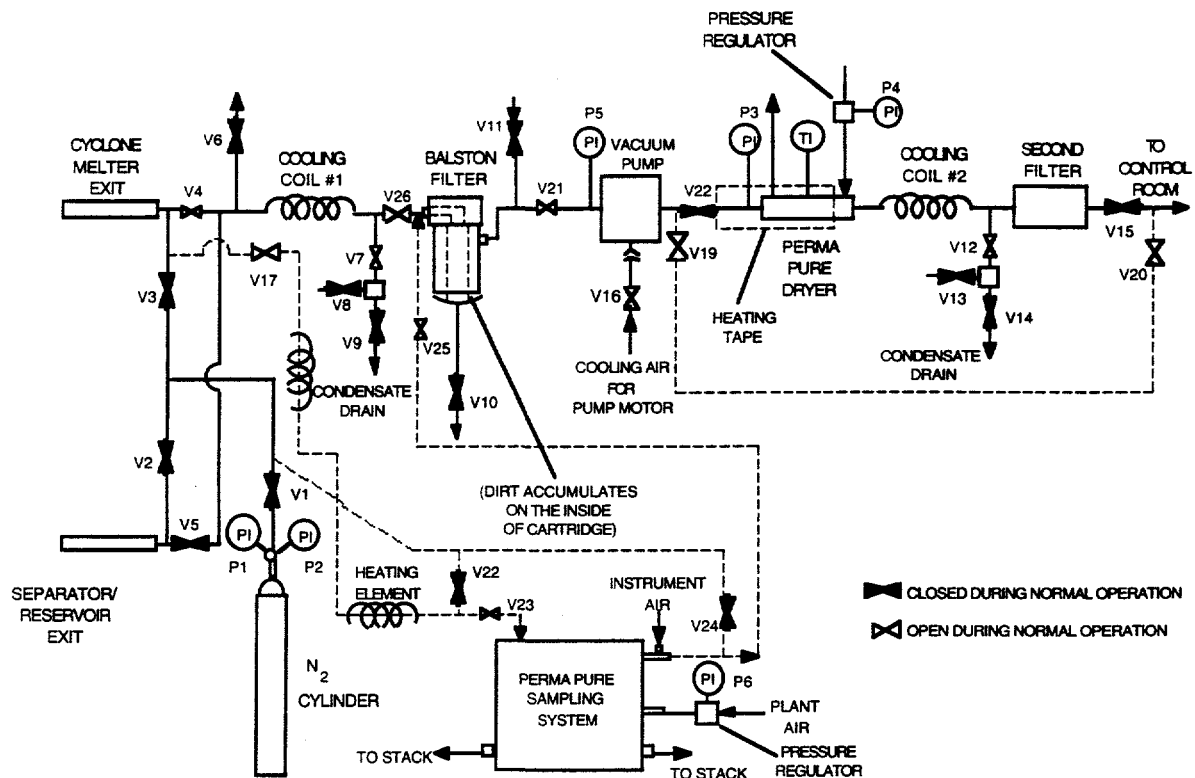 PRESSURE
REGULATOR
P4
PI
P5
PI
P3
PI
TI
V6
V11
CYCLONE
MELTER
EXIT
V4
COOLING
COIL #1
V26
BALSTON
FILTER
V21
VACUUM
PUMP
V22
COOLING
COIL #2
SECOND
FILTER
TO
CONTROL
ROOM
V15
V17
V7
V8
V9
CONDENSATE
DRAIN
V3
V25
V10
V19
V16
COOLING AIR
FOR
PUMP MOTOR
PERMA
PURE
DRYER
HEATING
TAPE
V12
V13
V14
CONDENSATE
DRAIN
V20
V2
V1
V5
PI
PI
P1
P2
(DIRT ACCUMULATES
ON THE INSIDE
OF CARTRIDGE)
SEPARATOR/
RESERVOIR
EXIT
HEATING
ELEMENT
V22
V23
INSTRUMENT
AIR
V24
CLOSED DURING NORMAL OPERATION
OPEN DURING NORMAL OPERATION
N2
CYLINDER
PERMA PURE
SAMPLING
SYSTEM
PI
P6
PLANT
AIR
PRESSURE
REGULATOR
TO STACK
TO STACK